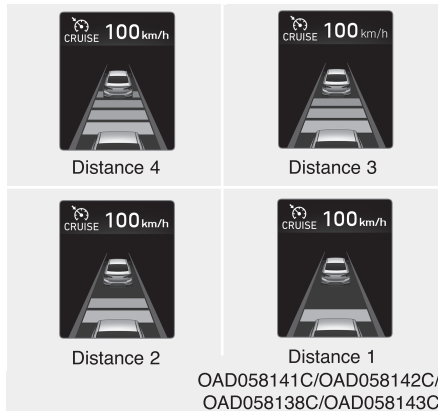 CRUISE 100 km/h
Distance 4
CRUISE 100 km/h
Distance 3
CRUISE 100 km/h
Distance 2
CRUISE 100 km/h
Distance 1
OAD058141C/OAD058142C/
OAD058138C/OAD058143C